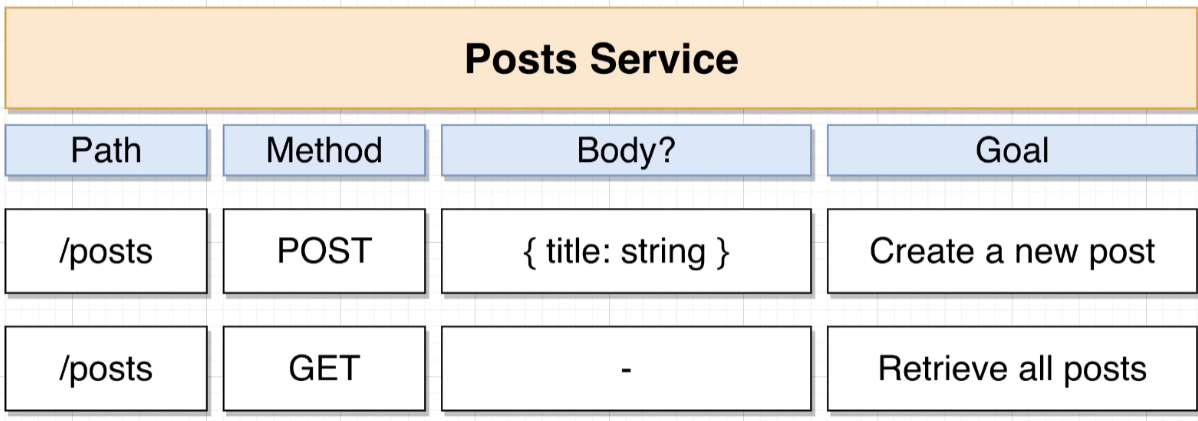 Posts Service
Path Method Body? Goal
/posts POST { title: string } Create a new post
/posts GET - Retrieve all posts